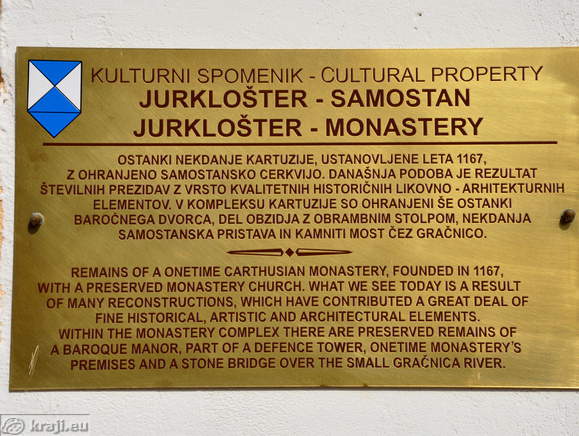 KULTURNI SPOMENIK - CULTURAL PROPERTY
JURKLOŠTER - SAMOSTAN
JURKLOŠTER - MONASTERY
OSTANKI NEKDANJE KARTUZIJE, USTANOVLJENE LETA 1167,
Z OHRANJENO SAMOSTANSKO CERKVIJO. DANAŠNJA PODOBA JE REZULTAT
ŠTEVILNIH PREZIDAV Z VRSTO KVALITETNIH HISTORIČNIH LIKOVNO - ARHITEKTURNIH
ELEMENTOV. V KOMPLEKSU KARTUZIJE SO OHRANJENI ŠE OSTANKI
BAROČNEGA DVORCA, DEL OBZIDJA Z OBRAMBNIM STOLPOM, NEKDANJA
SAMOSTANSKA PRISTAVA IN KAMNITI MOST ČEZ GRAČNICO.
REMAINS OF A ONETIME CARTHUSIAN MONASTERY, FOUNDED IN 1167,
WITH A PRESERVED MONASTERY CHURCH. WHAT WE SEE TODAY IS A RESULT
OF MANY RECONSTRUCTIONS, WHICH HAVE CONTRIBUTED A GREAT DEAL OF
FINE HISTORICAL, ARTISTIC AND ARCHITECTURAL ELEMENTS.
WITHIN THE MONASTERY COMPLEX THERE ARE PRESERVED REMAINS OF
A BAROQUE MANOR, PART OF A DEFENCE TOWER, ONETIME MONASTERY'S
PREMISES AND A STONE BRIDGE OVER THE SMALL GRAČNICA RIVER.
kraji.eu